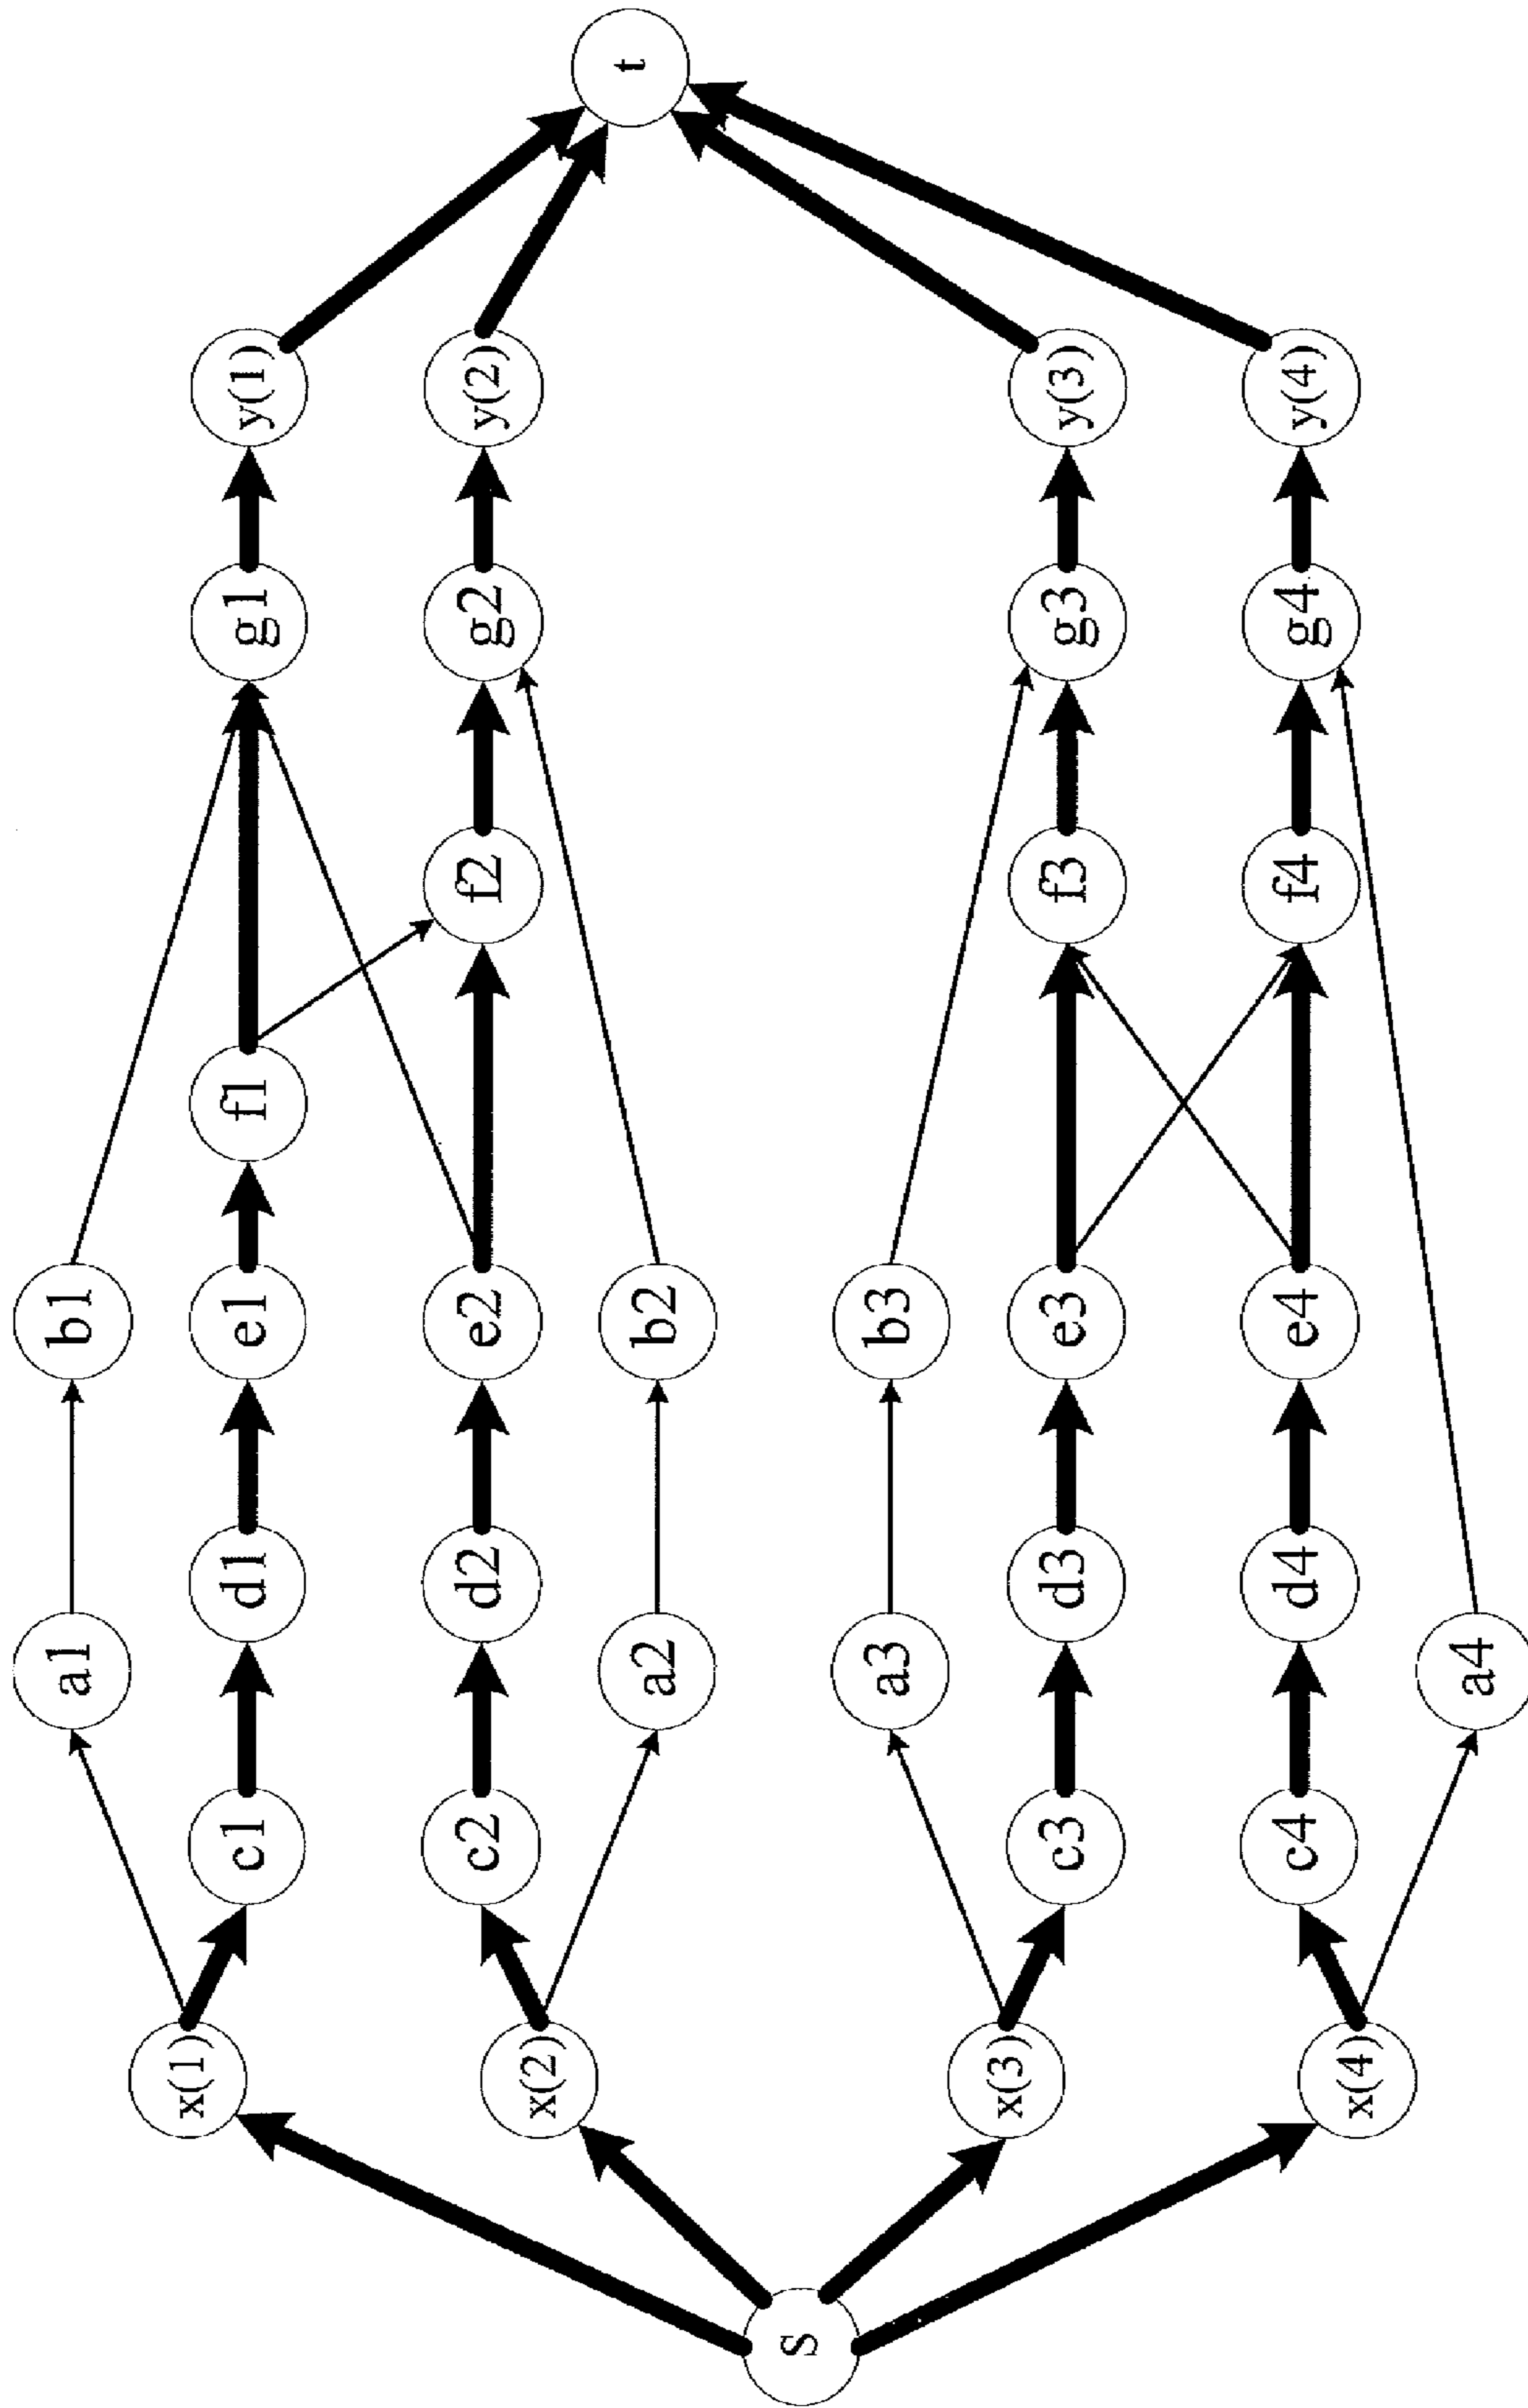 S
x(1)
x(2)
x(3)
x(4)
a1
a2
a3
a4
c1
c2
c3
c4
d1
d2
d3
d4
b1
e1
e2
b2
b3
e3
e4
f1
f2
f3
f4
g1
g2
g3
g4
y(1)
y(2)
y(3)
y(4)
t